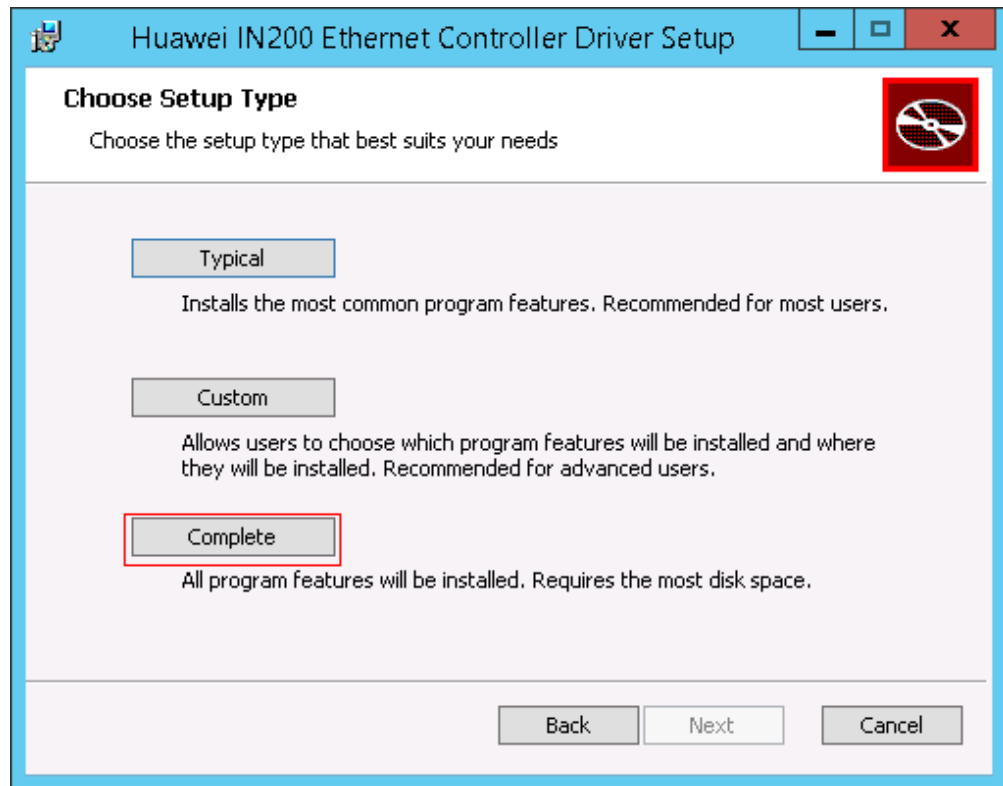 Huawei IN200 Ethernet Controller Driver Setup
Choose Setup Type
Choose the setup type that best suits your needs
Typical
Installs the most common program features. Recommended for most users.
Custom
Allows users to choose which program features will be installed and where
they will be installed. Recommended for advanced users.
Complete
All program features will be installed. Requires the most disk space.
Back Next Cancel